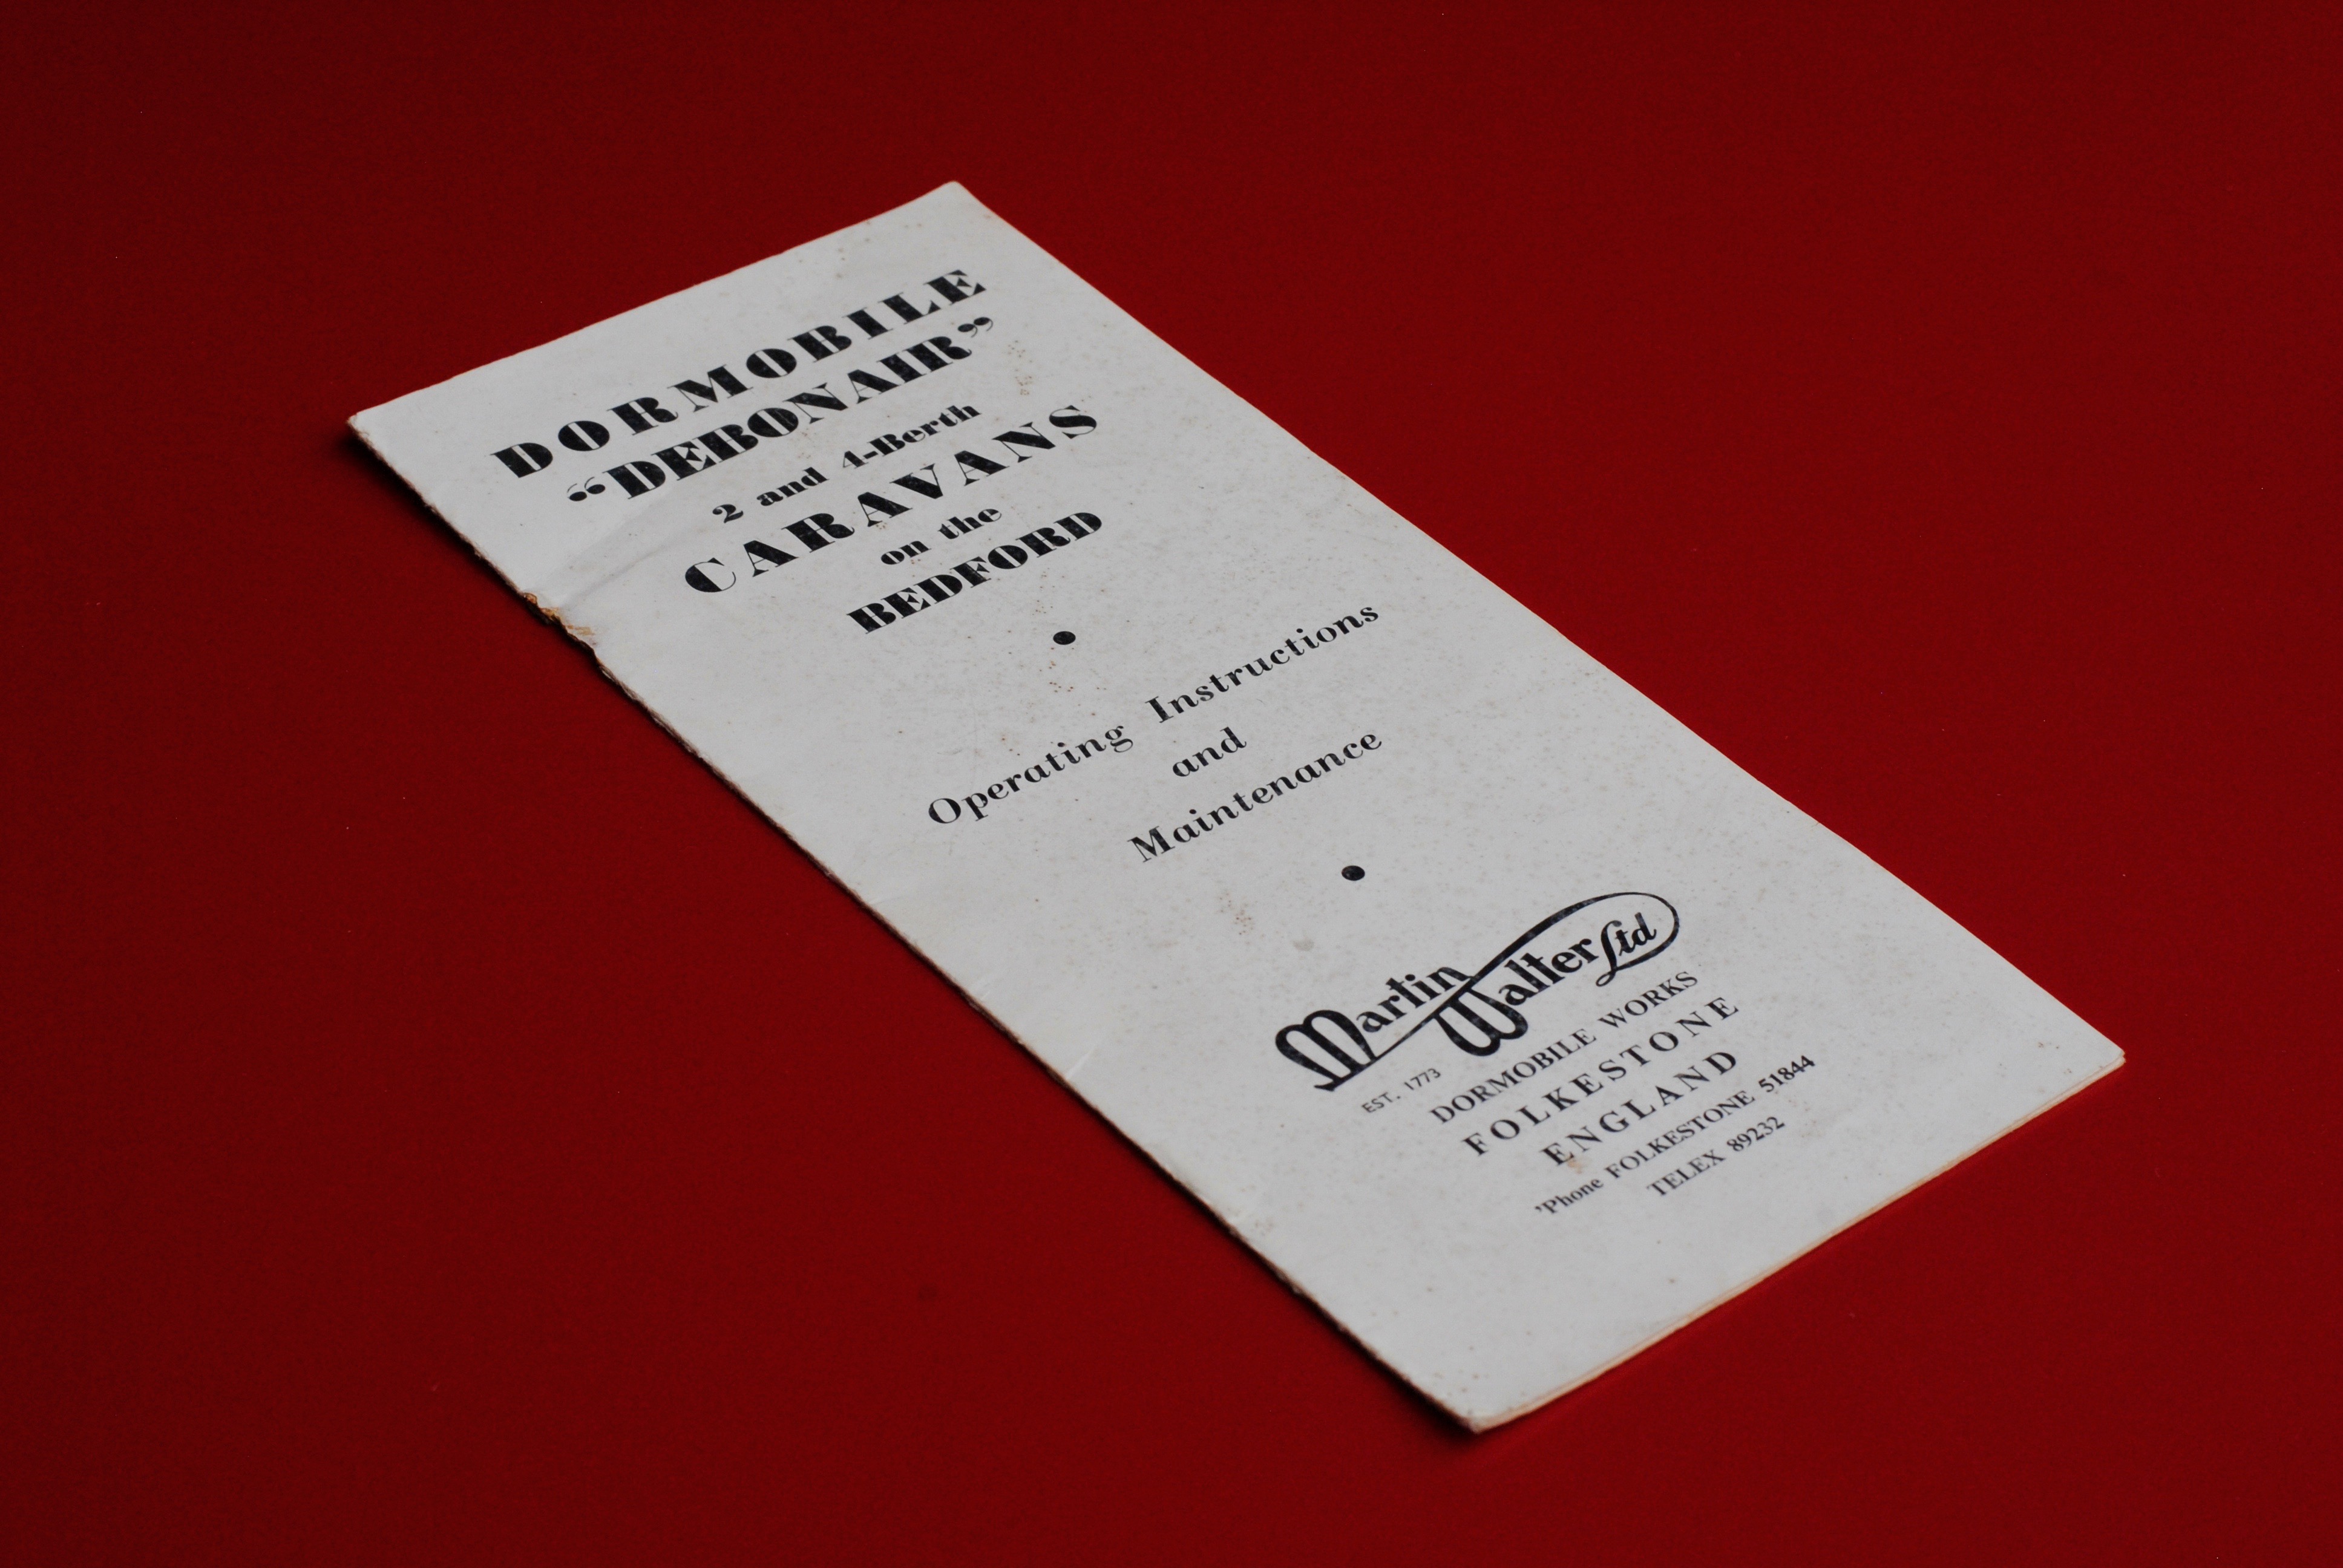 DORMOBILE
“DEBONAIR”
2 and 4-Berth
CARAVANS
on the
BEDFORD
Operating Instructions
and
Maintenance
Martin Walter Ltd
EST. 1773
DORMOBILE WORKS
FOLKESTONE
ENGLAND
'Phone FOLKESTONE 51844
TELEX 89232